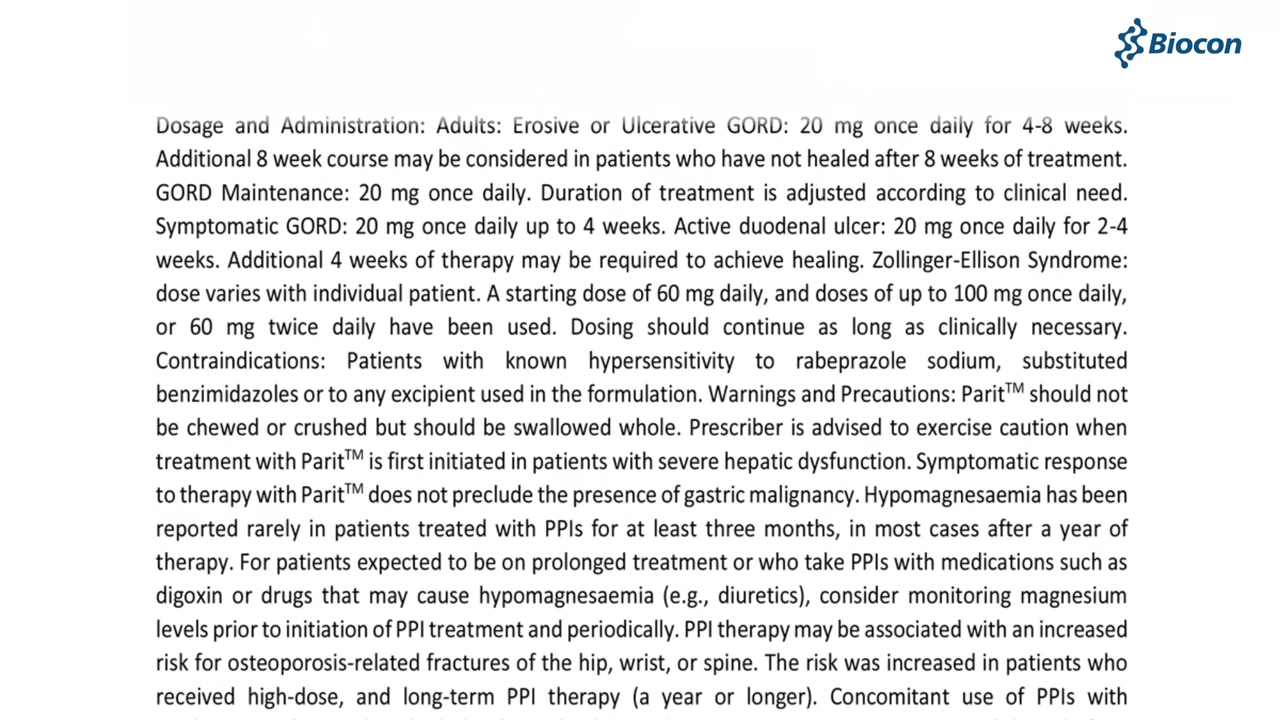 Biocon
Dosage and Administration: Adults: Erosive or Ulcerative GORD: 20 mg once daily for 4-8 weeks.
Additional 8 week course may be considered in patients who have not healed after 8 weeks of treatment.
GORD Maintenance: 20 mg once daily. Duration of treatment is adjusted according to clinical need.
Symptomatic GORD: 20 mg once daily up to 4 weeks. Active duodenal ulcer: 20 mg once daily for 2-4
weeks. Additional 4 weeks of therapy may be required to achieve healing. Zollinger-Ellison Syndrome:
dose varies with individual patient. A starting dose of 60 mg daily, and doses of up to 100 mg once daily,
or 60 mg twice daily have been used. Dosing should continue as long as clinically necessary.
Contraindications: Patients with known hypersensitivity to rabeprazole sodium, substituted
benzimidazoles or to any excipient used in the formulation. Warnings and Precautions: Parit™ should not
be chewed or crushed but should be swallowed whole. Prescriber is advised to exercise caution when
treatment with Parit™ is first initiated in patients with severe hepatic dysfunction. Symptomatic response
to therapy with Parit™ does not preclude the presence of gastric malignancy. Hypomagnesaemia has been
reported rarely in patients treated with PPIs for at least three months, in most cases after a year of
therapy. For patients expected to be on prolonged treatment or who take PPIs with medications such as
digoxin or drugs that may cause hypomagnesaemia (e.g., diuretics), consider monitoring magnesium
levels prior to initiation of PPI treatment and periodically. PPI therapy may be associated with an increased
risk for osteoporosis-related fractures of the hip, wrist, or spine. The risk was increased in patients who
received high-dose, and long-term PPI therapy (a year or longer). Concomitant use of PPIs with